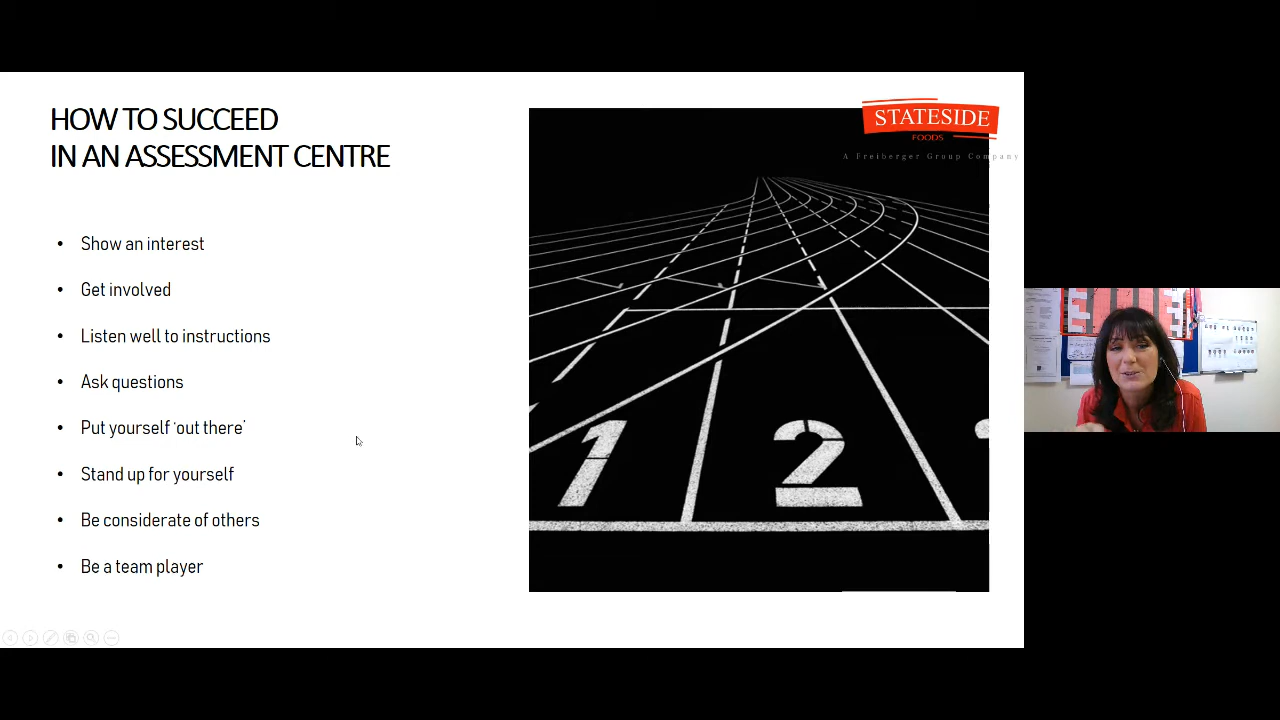 HOW TO SUCCEED
IN AN ASSESSMENT CENTRE
• Show an interest
• Get involved
• Listen well to instructions
• Ask questions
• Put yourself ‘out there’
• Stand up for yourself
• Be considerate of others
• Be a team player
STATESIDE
FOODS
A Freiberger Group Company
1 2